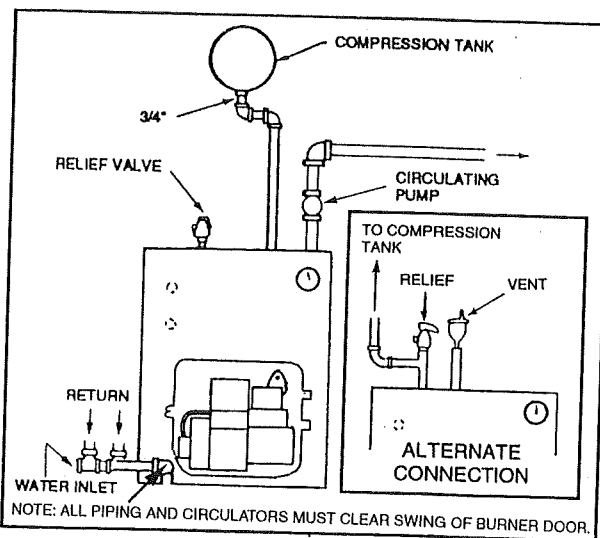 COMPRESSION TANK
3/4"
RELIEF VALVE
CIRCULATING
PUMP
TO COMPRESSION
TANK
RELIEF
VENT
RETURN
WATER INLET
ALTERNATE
CONNECTION
NOTE: ALL PIPING AND CIRCULATORS MUST CLEAR SWING OF BURNER DOOR.